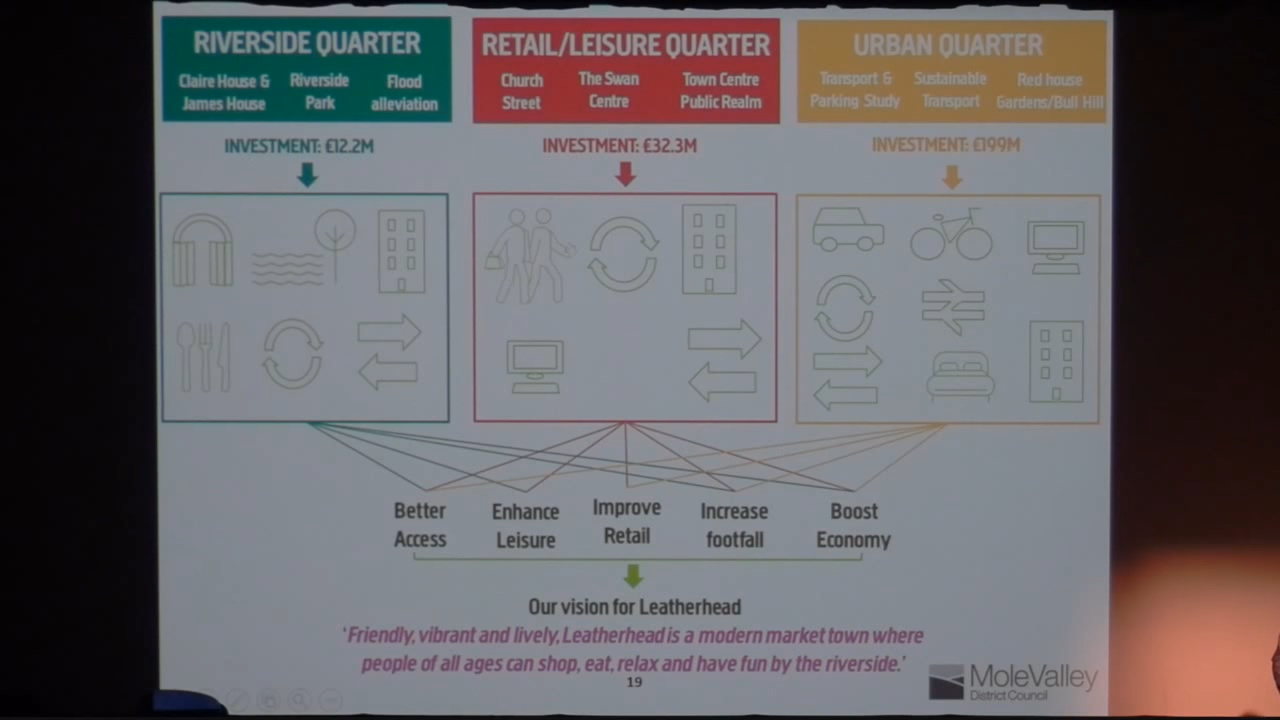 RIVERSIDE QUARTER
Claire House & James House
Riverside Park
Flood alleviation
INVESTMENT: £12.2M
RETAIL/LEISURE QUARTER
Church Street
The Swan Centre
Town Centre Public Realm
INVESTMENT: £32.3M
URBAN QUARTER
Transport & Parking Study
Sustainable Transport
Red house Gardens/Bull Hill
INVESTMENT: £199M
Better Access
Enhance Leisure
Improve Retail
Increase footfall
Boost Economy
Our vision for Leatherhead
'Friendly, vibrant and lively, Leatherhead is a modern market town where
people of all ages can shop, eat, relax and have fun by the riverside.'
19
MoleValley
District Council